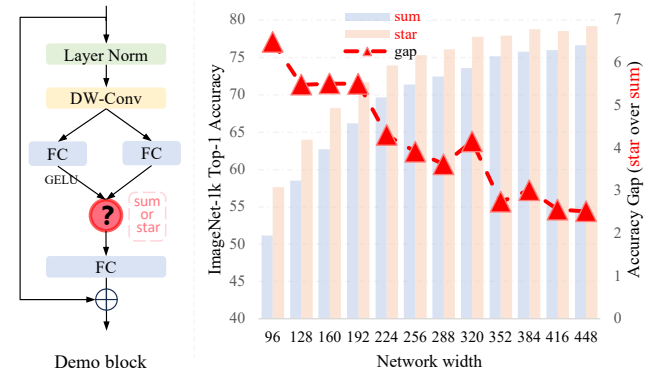 Layer Norm
DW-Conv
FC
FC
GELU
?
sum
or
star
FC
Demo block
sum
star
gap
ImageNet-1k Top-1 Accuracy
80
75
70
65
60
55
50
45
40
7
6
5
4
3
2
1
0
Accuracy Gap (star over sum)
96 128 160 192 224 256 288 320 352 384 416 448
Network width